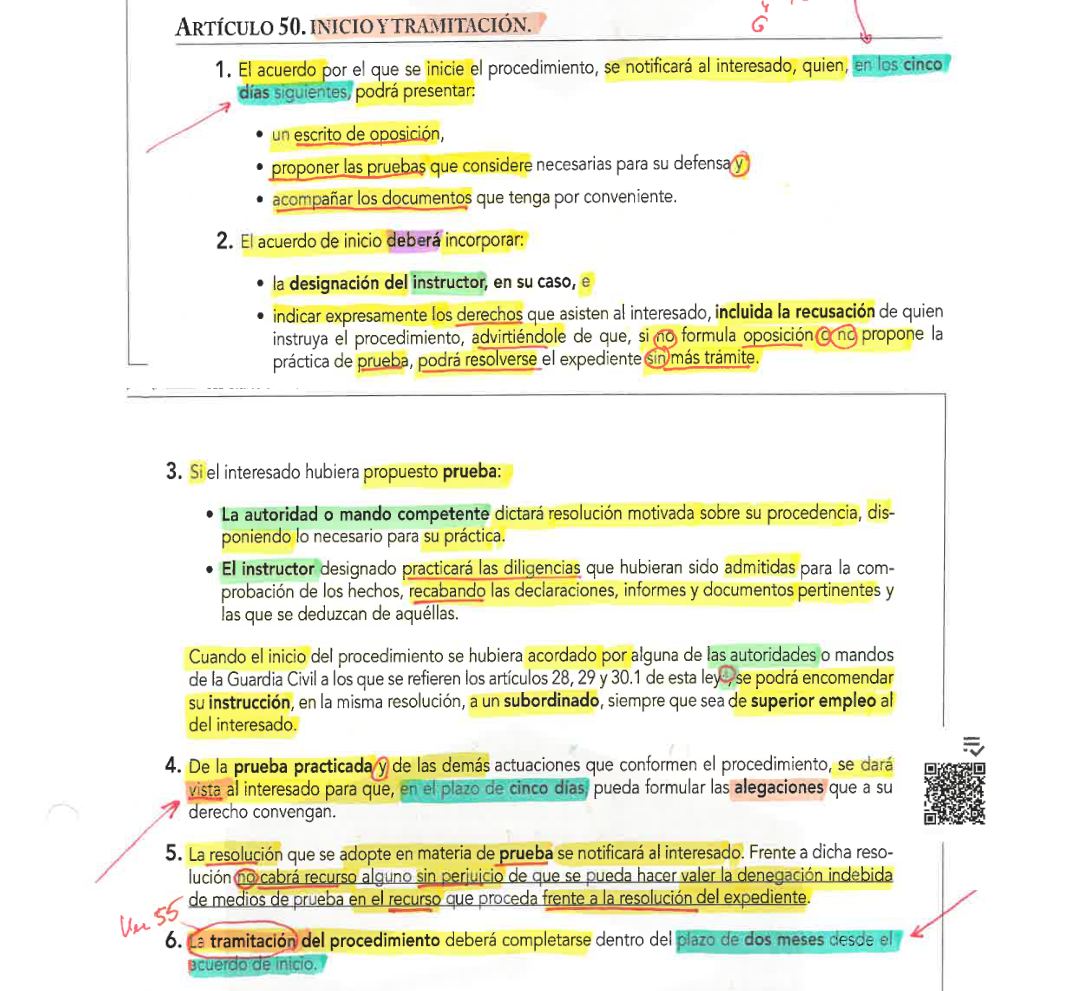 ARTÍCULO 50. INICIO Y TRAMITACIÓN.
1. El acuerdo por el que se inicie el procedimiento, se notificará al interesado, quien, en los cinco
días siguientes, podrá presentar:
• un escrito de oposición,
• proponer las pruebas que considere necesarias para su defensa y
• acompañar los documentos que tenga por conveniente.
2. El acuerdo de inicio deberá incorporar:
• la designación del instructor, en su caso, e
• indicar expresamente los derechos que asisten al interesado, incluida la recusación de quien
instruya el procedimiento, advirtiéndole de que, si no formula oposición o no propone la
práctica de prueba, podrá resolverse el expediente sin más trámite.
3. Si el interesado hubiera propuesto prueba:
• La autoridad o mando competente dictará resolución motivada sobre su procedencia, dis-
poniendo lo necesario para su práctica.
• El instructor designado practicará las diligencias que hubieran sido admitidas para la com-
probación de los hechos, recabando las declaraciones, informes y documentos pertinentes y
las que se deduzcan de aquéllas.
Cuando el inicio del procedimiento se hubiera acordado por alguna de las autoridades o mandos
de la Guardia Civil a los que se refieren los artículos 28, 29 y 30.1 de esta ley, se podrá encomendar
su instrucción, en la misma resolución, a un subordinado, siempre que sea de superior empleo al
del interesado.
4. De la prueba practicada y de las demás actuaciones que conformen el procedimiento, se dará
vista al interesado para que, en el plazo de cinco días, pueda formular las alegaciones que a su
derecho convengan.
5. La resolución que se adopte en materia de prueba se notificará al interesado. Frente a dicha reso-
lución no cabrá recurso alguno sin perjuicio de que se pueda hacer valer la denegación indebida
de medios de prueba en el recurso que proceda frente a la resolución del expediente.
Ver 55
6. La tramitación del procedimiento deberá completarse dentro del plazo de dos meses desde el
acuerdo de inicio.